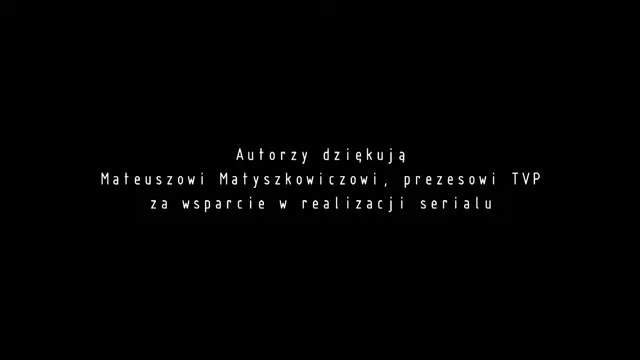 Autorzy dziękują
Mateuszowi Matyszkowiczowi, prezesowi TVP
za wsparcie w realizacji serialu